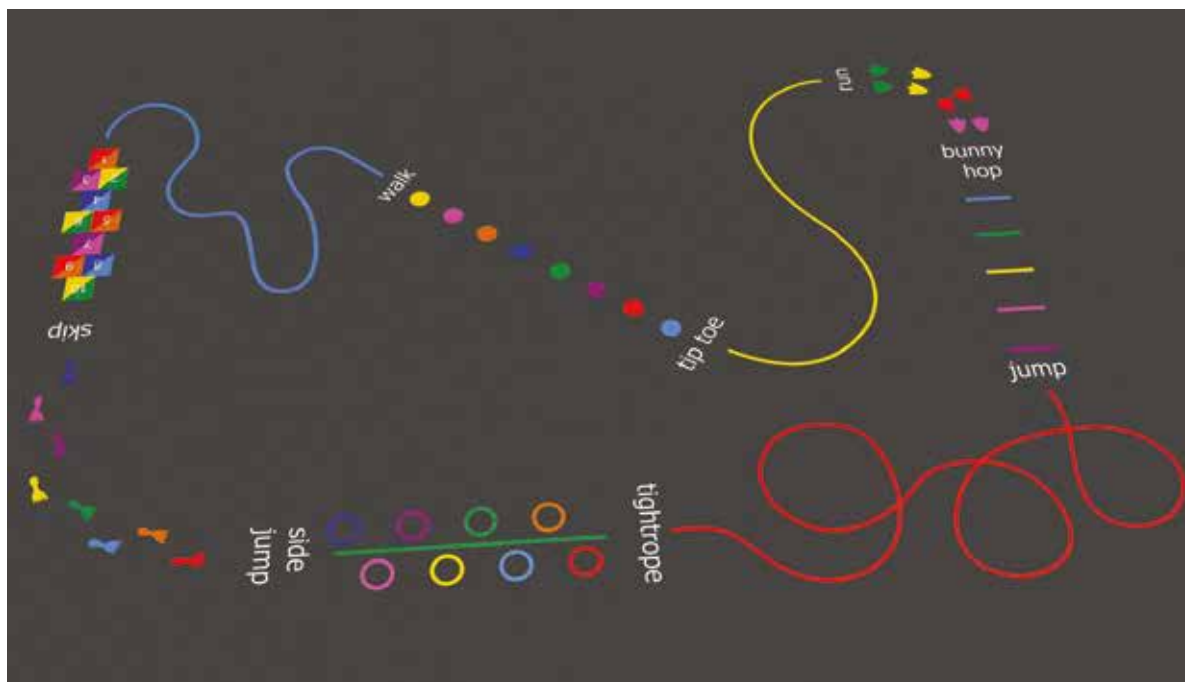 run
bunny
hop
walk
skip
tip toe
jump
tightrope
side
jump